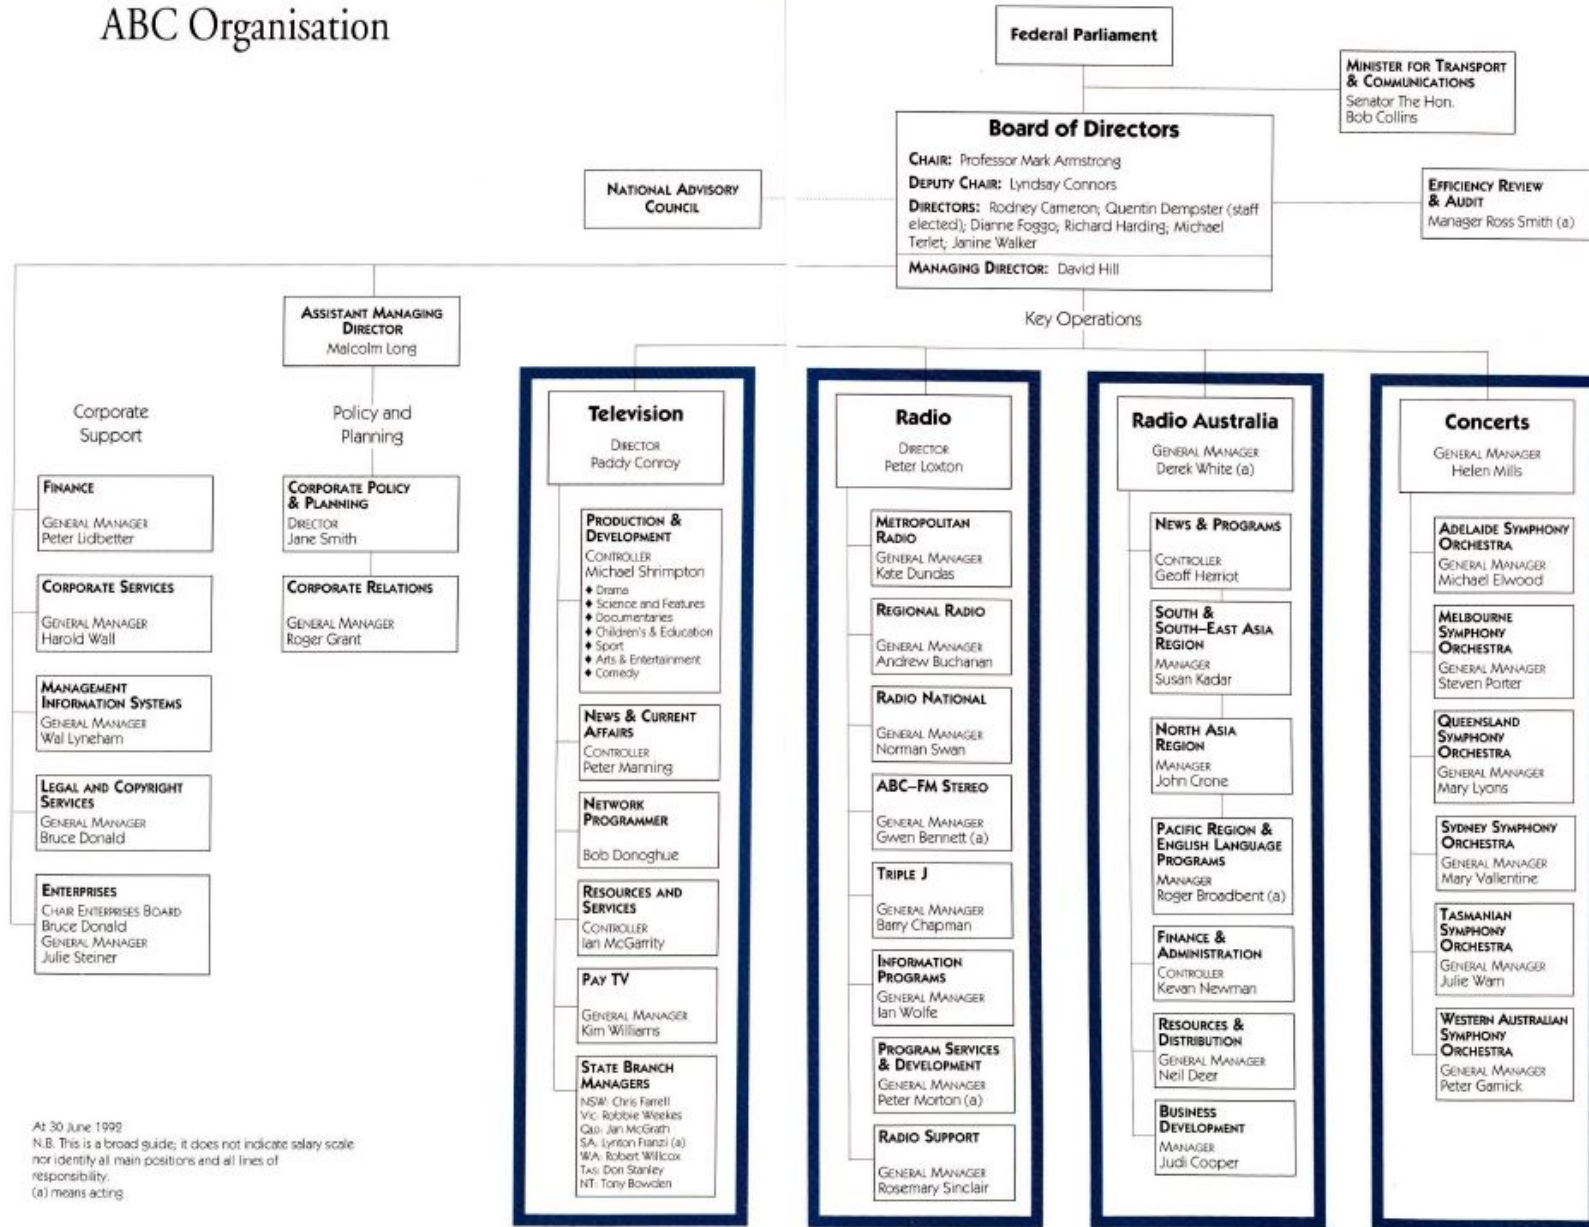 ABC Organisation
Federal Parliament
MINISTER FOR TRANSPORT
& COMMUNICATIONS
Senator The Hon.
Bob Collins
Board of Directors
CHAIR: Professor Mark Armstrong
DEPUTY CHAIR: Lyndsay Connors
DIRECTORS: Rodney Cameron; Quentin Dempster (staff
elected); Dianne Foggo; Richard Harding; Michael
Terlet; Janine Walker
MANAGING DIRECTOR: David Hill
NATIONAL ADVISORY
COUNCIL
EFFICIENCY REVIEW
& AUDIT
Manager Ross Smith (a)
ASSISTANT MANAGING
DIRECTOR
Malcolm Long
Key Operations
Corporate
Support
FINANCE
GENERAL MANAGER
Peter Lidbetter
CORPORATE SERVICES
GENERAL MANAGER
Harold Wall
MANAGEMENT
INFORMATION SYSTEMS
GENERAL MANAGER
Wal Lyneham
LEGAL AND COPYRIGHT
SERVICES
GENERAL MANAGER
Bruce Donald
ENTERPRISES
CHAIR ENTERPRISES BOARD
Bruce Donald
GENERAL MANAGER
Julie Steiner
Policy and
Planning
CORPORATE POLICY
& PLANNING
DIRECTOR
Jane Smith
CORPORATE RELATIONS
GENERAL MANAGER
Roger Grant
Television
DIRECTOR
Paddy Conroy
PRODUCTION &
DEVELOPMENT
CONTROLLER
Michael Shrimpton
♦ Drama
♦ Science and Features
♦ Documentaries
♦ Children's & Education
♦ Sport
♦ Arts & Entertainment
♦ Comedy
NEWS & CURRENT
AFFAIRS
CONTROLLER
Peter Manning
NETWORK
PROGRAMMER
Bob Donoghue
RESOURCES AND
SERVICES
CONTROLLER
Ian McGarrity
PAY TV
GENERAL MANAGER
Kim Williams
STATE BRANCH
MANAGERS
NSW: Chris Farrell
VIC: Robbie Weekes
QLD: Jan McGrath
SA: Lynton Franzi (a)
WA: Robert Willcox
TAS: Don Stanley
NT: Tony Bowden
Radio
DIRECTOR
Peter Loxton
METROPOLITAN
RADIO
GENERAL MANAGER
Kate Dundas
REGIONAL RADIO
GENERAL MANAGER
Andrew Buchanan
RADIO NATIONAL
GENERAL MANAGER
Norman Swan
ABC–FM STEREO
GENERAL MANAGER
Gwen Bennett (a)
TRIPLE J
GENERAL MANAGER
Barry Chapman
INFORMATION
PROGRAMS
GENERAL MANAGER
Ian Wolfe
PROGRAM SERVICES
& DEVELOPMENT
GENERAL MANAGER
Peter Morton (a)
RADIO SUPPORT
GENERAL MANAGER
Rosemary Sinclair
Radio Australia
GENERAL MANAGER
Derek White (a)
NEWS & PROGRAMS
CONTROLLER
Geoff Herriot
SOUTH &
SOUTH–EAST ASIA
REGION
MANAGER
Susan Kadar
NORTH ASIA
REGION
MANAGER
John Crone
PACIFIC REGION &
ENGLISH LANGUAGE
PROGRAMS
MANAGER
Roger Broadbent (a)
FINANCE &
ADMINISTRATION
CONTROLLER
Kevan Newman
RESOURCES &
DISTRIBUTION
GENERAL MANAGER
Neil Deer
BUSINESS
DEVELOPMENT
MANAGER
Judi Cooper
Concerts
GENERAL MANAGER
Helen Mills
ADELAIDE SYMPHONY
ORCHESTRA
GENERAL MANAGER
Michael Elwood
MELBOURNE
SYMPHONY
ORCHESTRA
GENERAL MANAGER
Steven Porter
QUEENSLAND
SYMPHONY
ORCHESTRA
GENERAL MANAGER
Mary Lyons
SYDNEY SYMPHONY
ORCHESTRA
GENERAL MANAGER
Mary Vallentine
TASMANIAN
SYMPHONY
ORCHESTRA
GENERAL MANAGER
Julie Warn
WESTERN AUSTRALIAN
SYMPHONY
ORCHESTRA
GENERAL MANAGER
Peter Garnick
At 30 June 1992
N.B. This is a broad guide; it does not indicate salary scale
nor identify all main positions and all lines of
responsibility.
(a) means acting